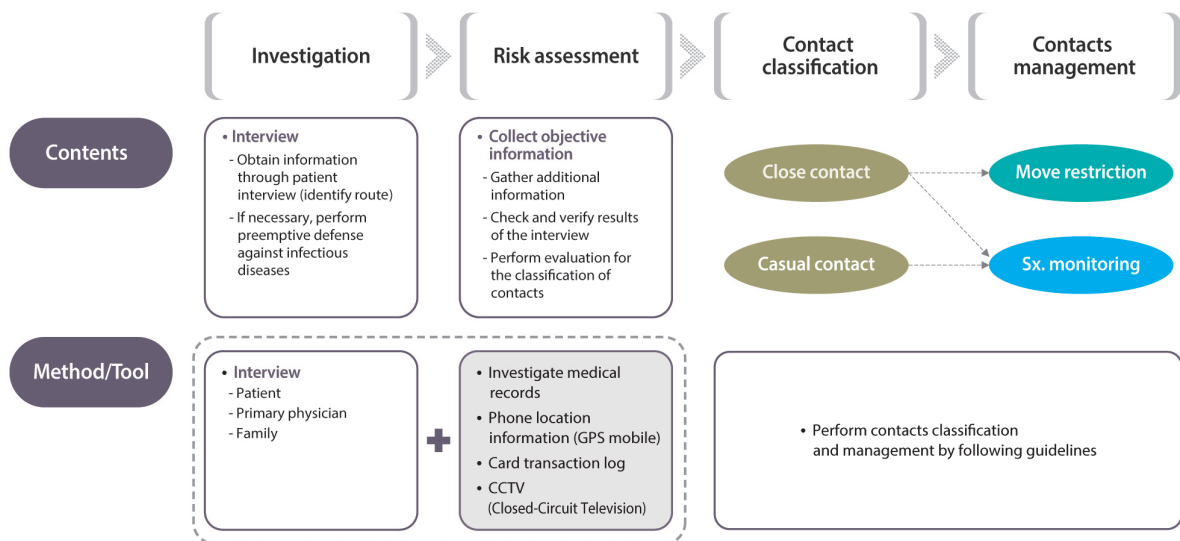 Investigation
Risk assessment
Contact
classification
Contacts
management
Contents
• Interview
- Obtain information
through patient
interview (identify route)
- If necessary, perform
preemptive defense
against infectious
diseases
• Collect objective
information
- Gather additional
information
- Check and verify results
of the interview
- Perform evaluation for
the classification of
contacts
Close contact
Move restriction
Casual contact
Sx. monitoring
Method/Tool
• Interview
- Patient
- Primary physician
- Family
• Investigate medical
records
• Phone location
information (GPS mobile)
• Card transaction log
• CCTV
(Closed-Circuit Television)
• Perform contacts classification
and management by following guidelines